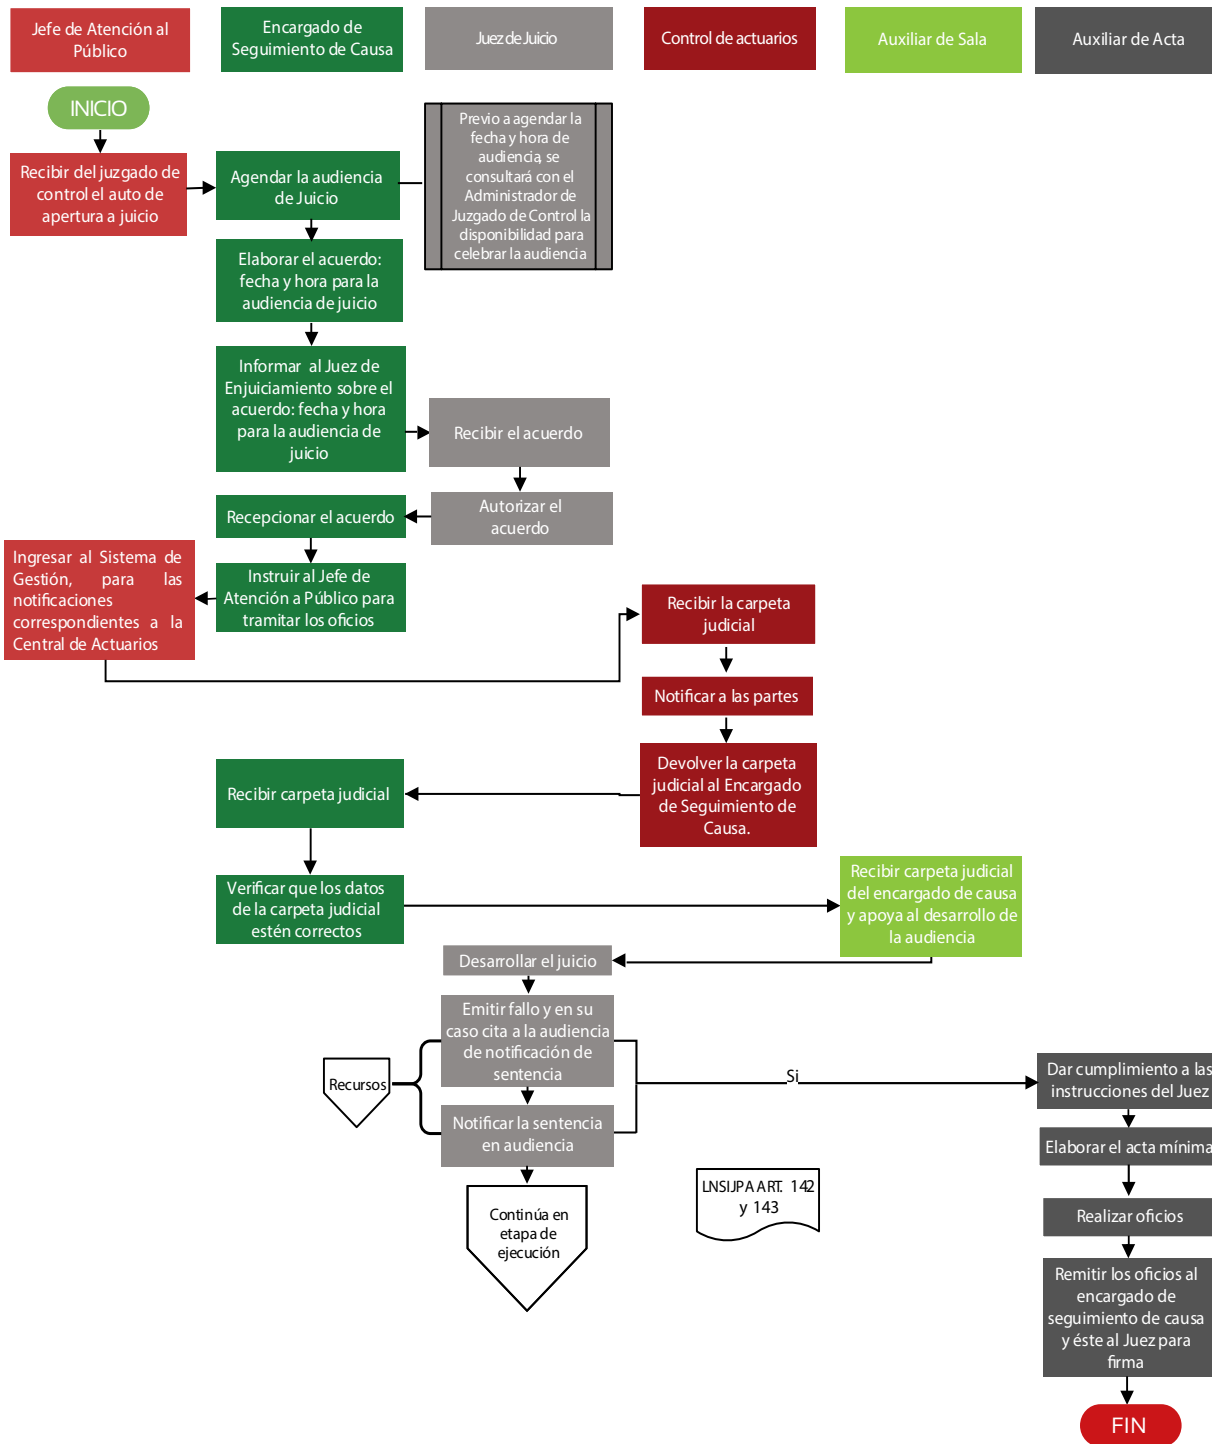 Jefe de Atención al
Público
Encargado de
Seguimiento de Causa
Juez de Juicio
Control de actuarios
Auxiliar de Sala
Auxiliar de Acta
INICIO
Recibir del juzgado de
control el auto de
apertura a juicio
Agendar la audiencia
de Juicio
Previo a agendar la
fecha y hora de
audiencia, se
consultará con el
Administrador de
Juzgado de Control la
disponibilidad para
celebrar la audiencia
Elaborar el acuerdo:
fecha y hora para la
audiencia de juicio
Informar al Juez de
Enjuiciamiento sobre el
acuerdo: fecha y hora
para la audiencia de
juicio
Recibir el acuerdo
Autorizar el
acuerdo
Recepcionar el acuerdo
Instruir al Jefe de
Atención a Público para
tramitar los oficios
Ingresar al Sistema de
Gestión, para las
notificaciones
correspondientes a la
Central de Actuarios
Recibir la carpeta
judicial
Notificar a las partes
Devolver la carpeta
judicial al Encargado
de Seguimiento de
Causa.
Recibir carpeta judicial
Verificar que los datos
de la carpeta judicial
estén correctos
Recibir carpeta judicial
del encargado de causa
y apoya al desarrollo de
la audiencia
Desarrollar el juicio
Emitir fallo y en su
caso cita a la audiencia
de notificación de
sentencia
Recursos
Si
Notificar la sentencia
en audiencia
Continúa en
etapa de
ejecución
LNSIJPA ART. 142
y 143
Dar cumplimiento a las
instrucciones del Juez
Elaborar el acta mínima
Realizar oficios
Remitir los oficios al
encargado de
seguimiento de causa
y éste al Juez para
firma
FIN